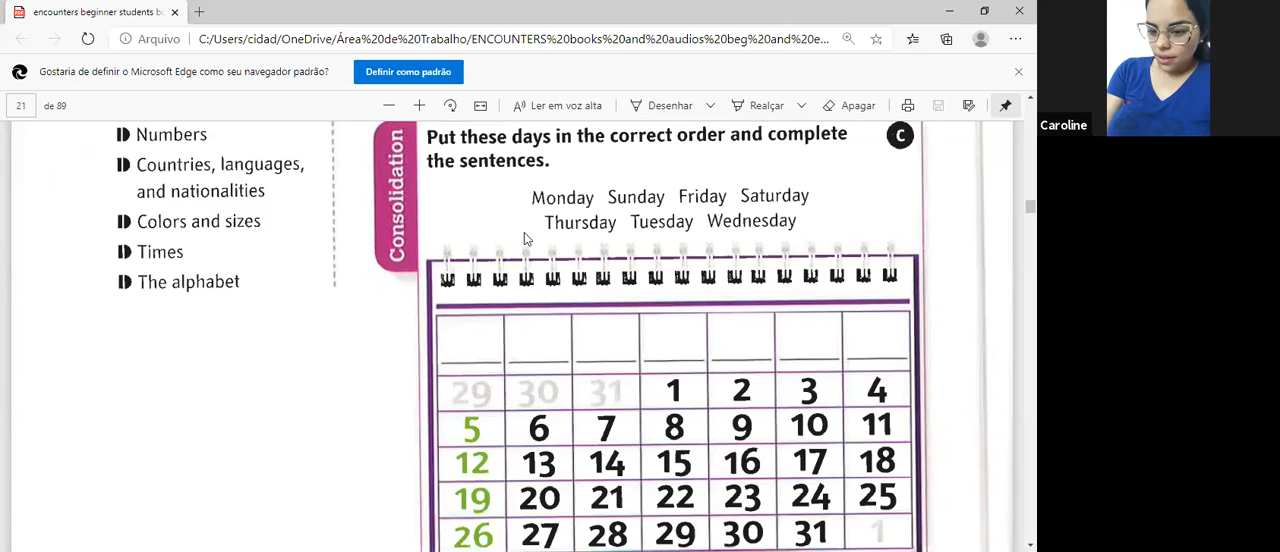 encounters beginner students bo
Arquivo
C:/Users/cidad/OneDrive/Área%20de%20Trabalho/ENCOUNTERS%20books%20and%20audios%20beg%20and%20e...
Gostaria de definir o Microsoft Edge como seu navegador padrão?
Definir como padrão
21 de 89
Ler em voz alta
Desenhar
Realçar
Apagar
Caroline
Numbers
Countries, languages,
and nationalities
Colors and sizes
Times
The alphabet
Consolidation
Put these days in the correct order and complete
the sentences.
C
Monday Sunday Friday Saturday
Thursday Tuesday Wednesday
29 30 31 1 2 3 4
5 6 7 8 9 10 11
12 13 14 15 16 17 18
19 20 21 22 23 24 25
26 27 28 29 30 31 1